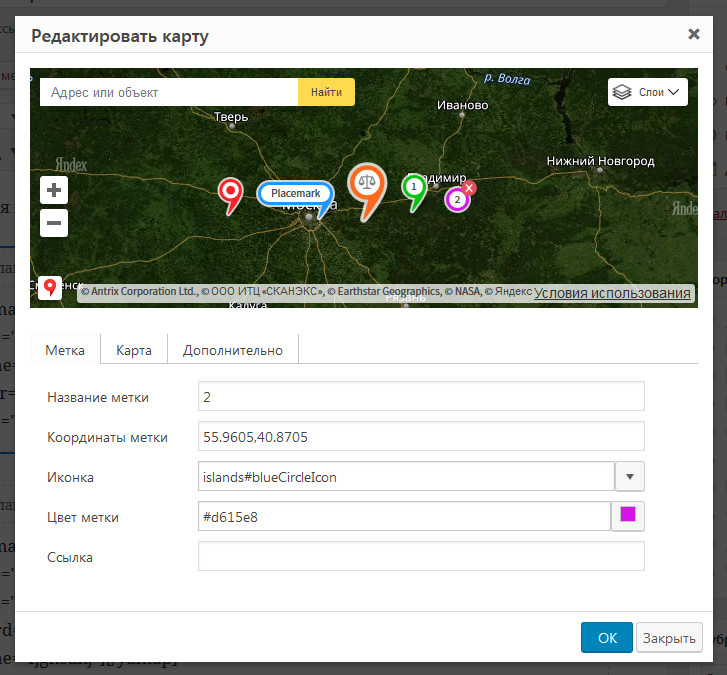 Редактировать карту
р. Волга
Адрес или объект
Найти
Слои
Тверь
Иваново
Yandex
Нижний Новгород
Placemark
1
2
Владимир
Москва
© Antrix Corporation Ltd., © ООО ИТЦ «СКАНЭКС», © Earthstar Geographics, © NASA, © Яндекс Условия использования
Калуга
Рязань
Метка
Карта
Дополнительно
Название метки
2
Координаты метки
55.9605,40.8705
Иконка
islands#blueCircleIcon
Цвет метки
#d615e8
Ссылка
OK
Закрыть